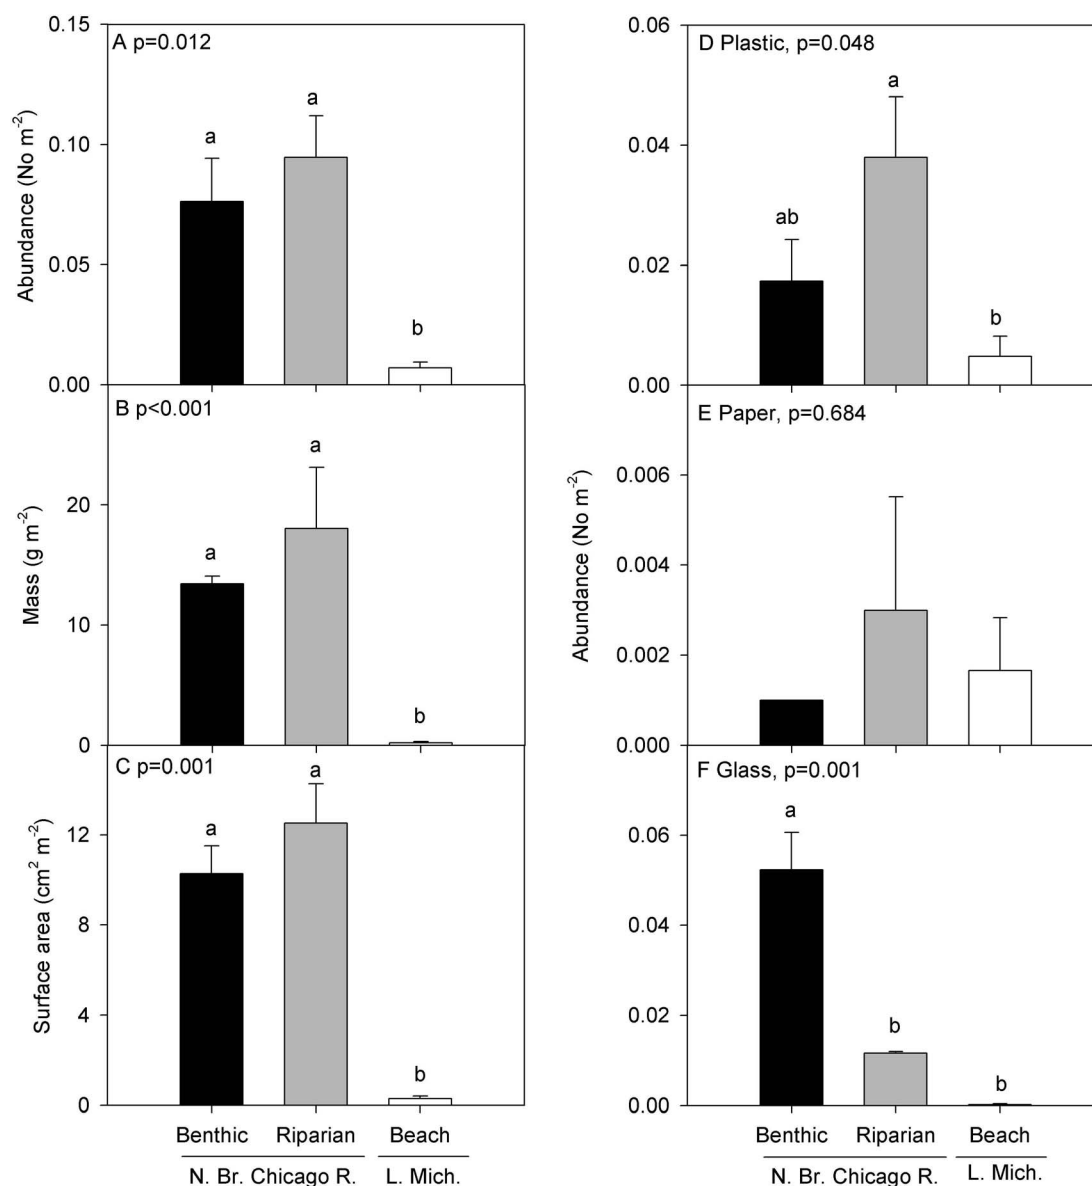 A p=0.012
a
a
b
0.15
0.10
0.05
0.00
Abundance (No m⁻²)
B p<0.001
a
a
b
20
10
0
Mass (g m⁻²)
C p=0.001
a
a
b
12
8
4
0
Surface area (cm² m⁻²)
Benthic Riparian Beach
N. Br. Chicago R. L. Mich.
D Plastic, p=0.048
ab
a
b
0.06
0.04
0.02
0.00
E Paper, p=0.684
0.006
0.004
0.002
0.000
Abundance (No m⁻²)
F Glass, p=0.001
a
b
b
0.06
0.04
0.02
0.00
Benthic Riparian Beach
N. Br. Chicago R. L. Mich.